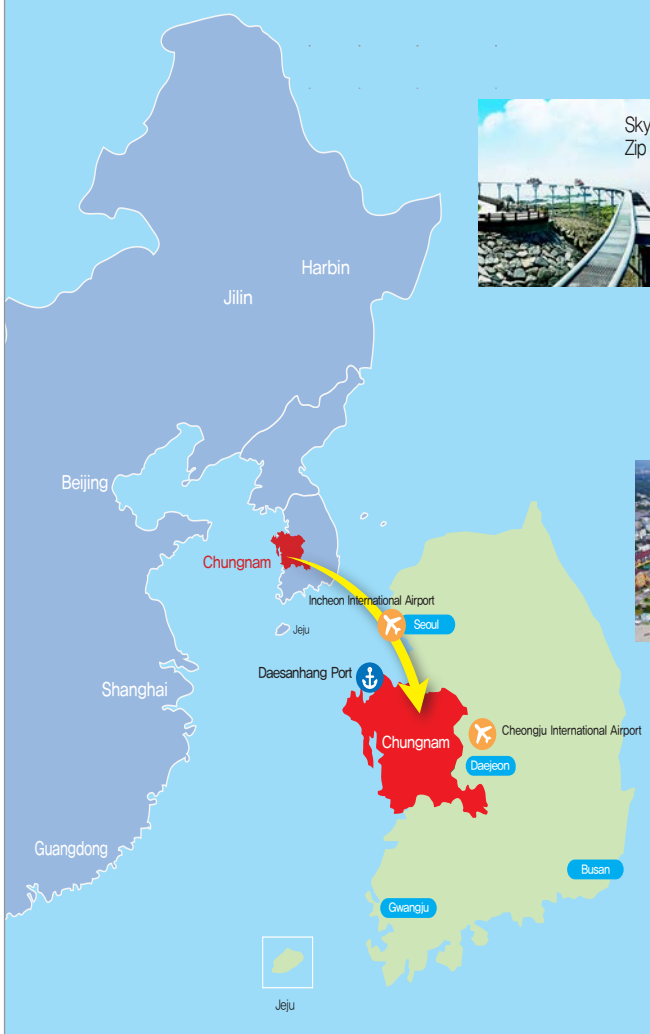 Sky
Zip
Harbin
Jilin
Beijing
Chungnam
Incheon International Airport
Seoul
Jeju
Daesanhang Port
Shanghai
Chungnam
Cheongju International Airport
Daejeon
Guangdong
Busan
Gwangju
Jeju